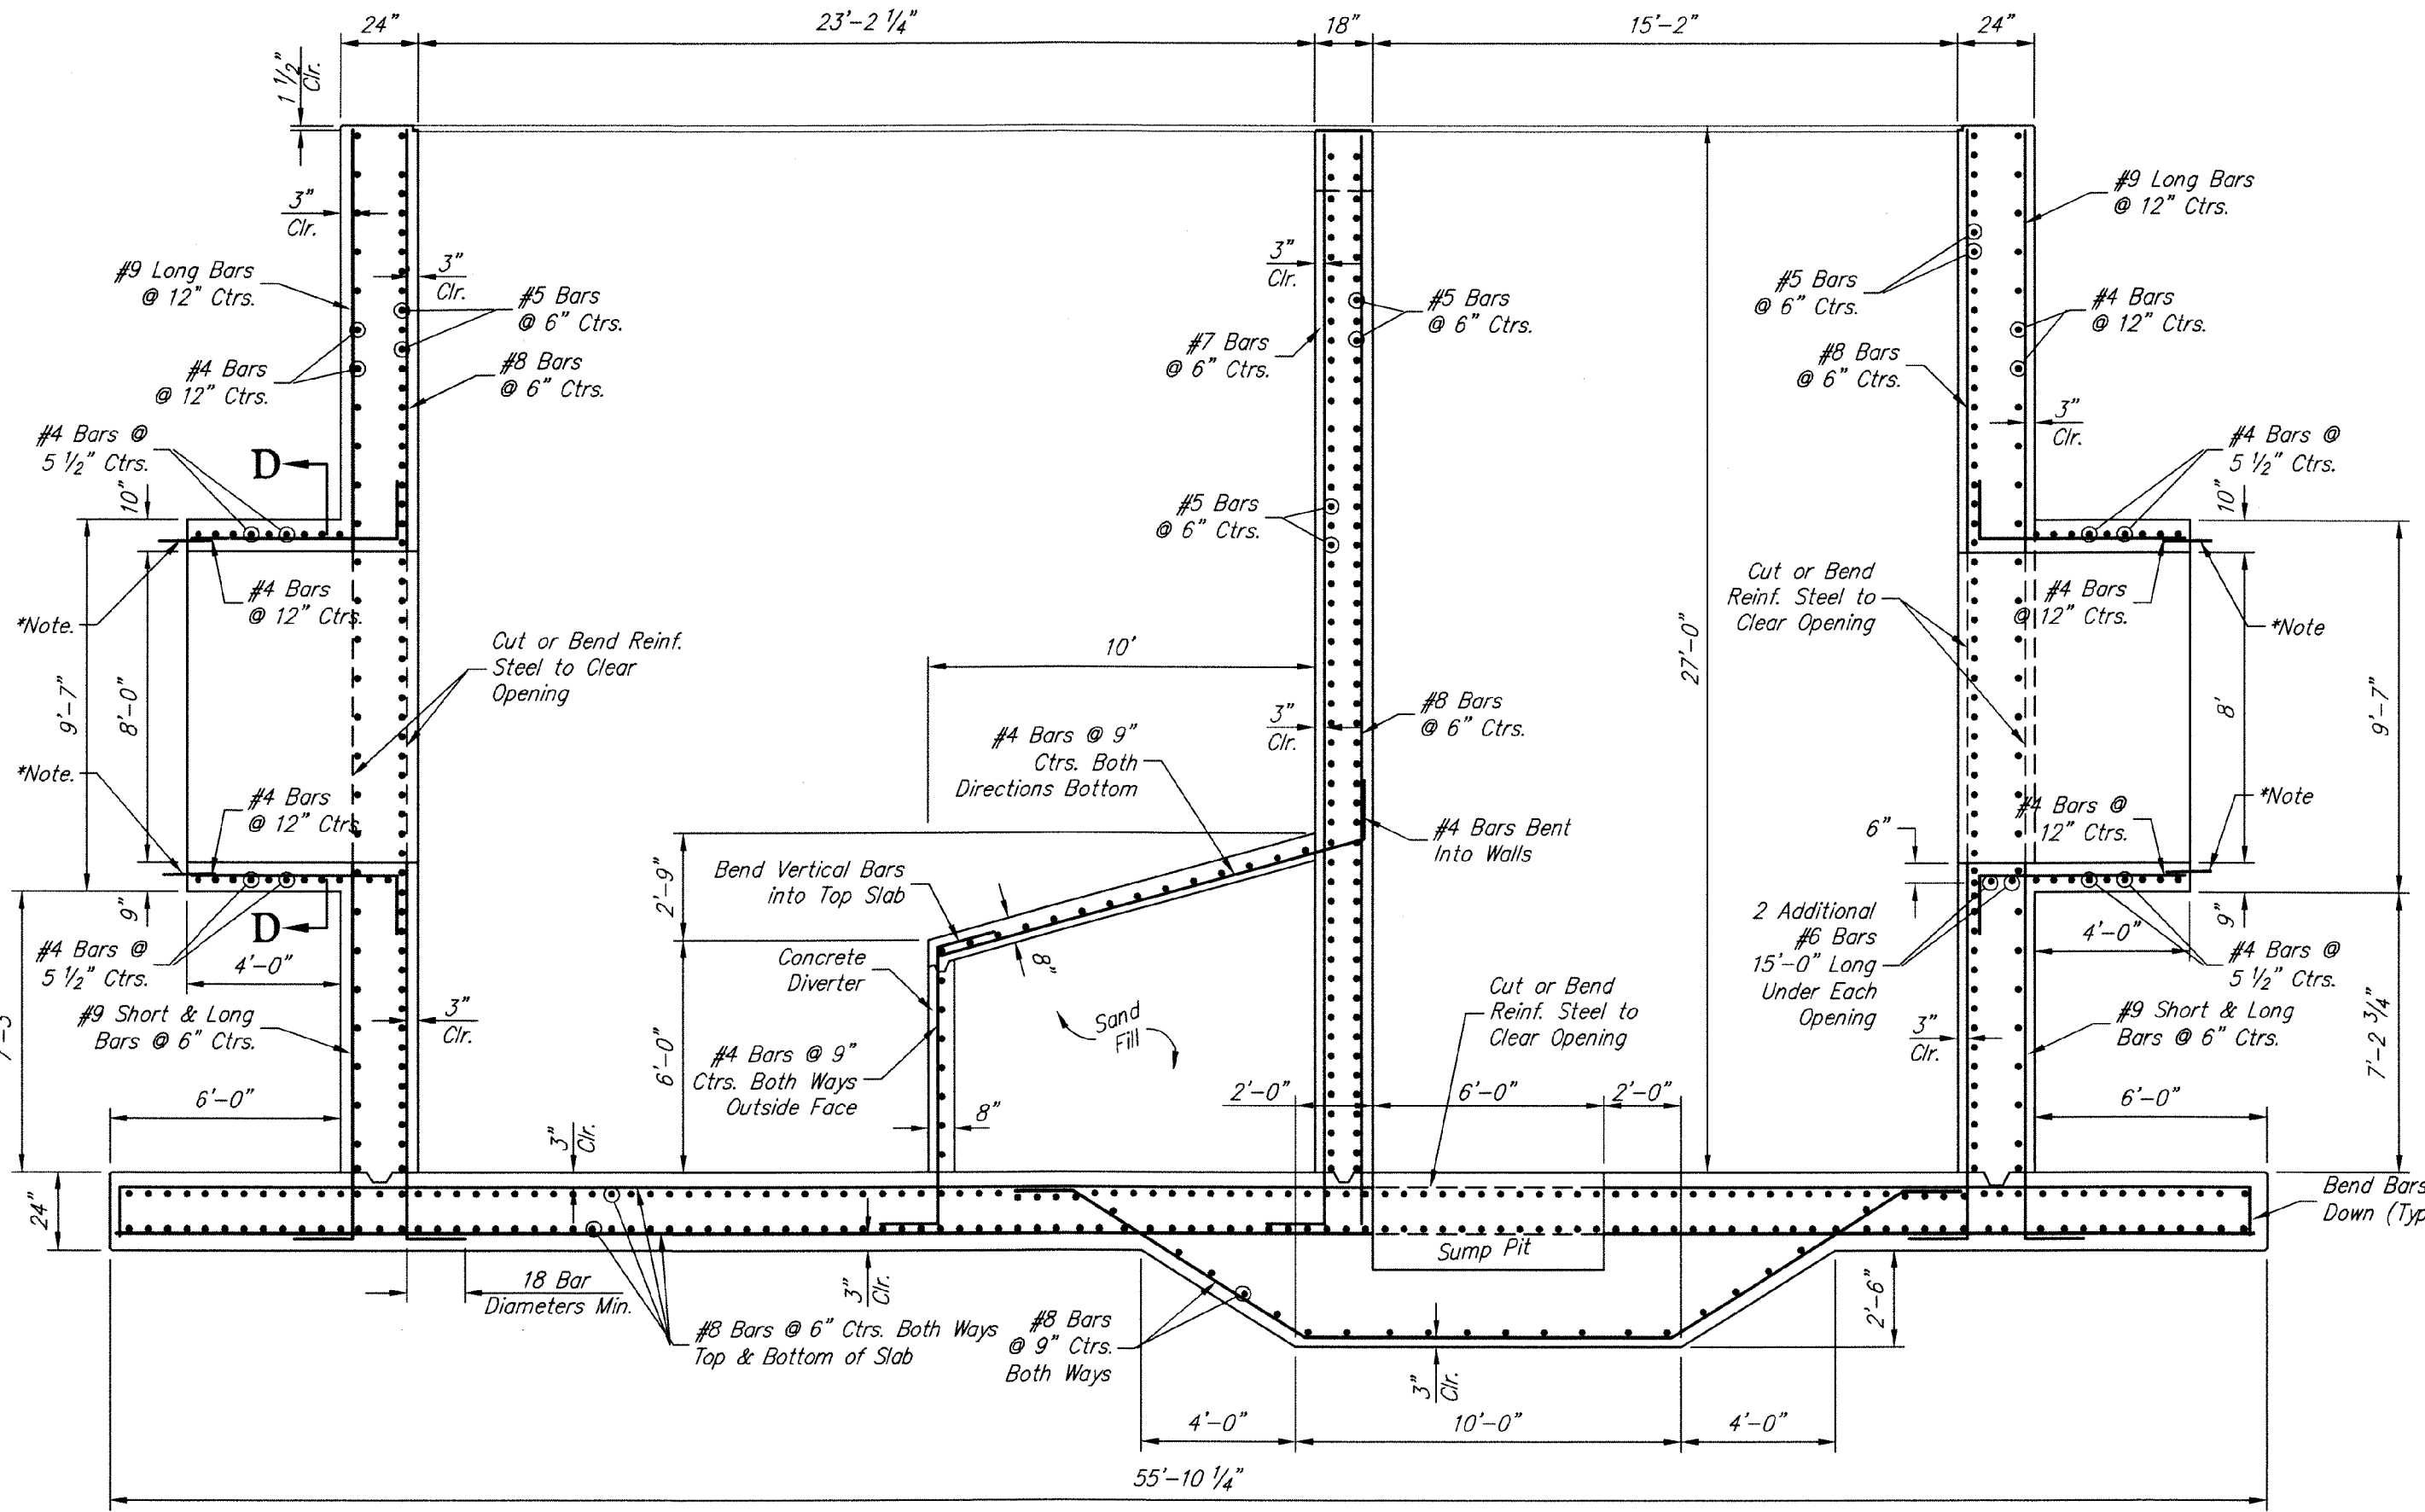 24"
23'-2 1/4"
18"
15'-2"
24"
1 1/2"
Clr.
3"
Clr.
#9 Long Bars
@ 12" Ctrs.
3"
Clr.
#5 Bars
@ 6" Ctrs.
#4 Bars
@ 12" Ctrs.
#8 Bars
@ 6" Ctrs.
#4 Bars @
5 1/2" Ctrs.
D
10"
#4 Bars
@ 12" Ctrs.
*Note.
9'-7"
8'-0"
Cut or Bend Reinf.
Steel to Clear
Opening
*Note.
#4 Bars
@ 12" Ctrs
9"
D
#4 Bars @
5 1/2" Ctrs.
4'-0"
#9 Short & Long
Bars @ 6" Ctrs.
3"
Clr.
6'-0"
24"
3"
Clr.
#7 Bars
@ 6" Ctrs.
#5 Bars
@ 6" Ctrs.
#5 Bars
@ 6" Ctrs.
10'
27'-0"
3"
Clr.
#8 Bars
@ 6" Ctrs.
#4 Bars @ 9"
Ctrs. Both
Directions Bottom
#4 Bars Bent
Into Walls
2'-9"
Bend Vertical Bars
into Top Slab
8"
Concrete
Diverter
Sand
Fill
6'-0"
#4 Bars @ 9"
Ctrs. Both Ways
Outside Face
8"
Cut or Bend
Reinf. Steel to
Clear Opening
2'-0"
6'-0"
2'-0"
3"
Clr.
#9 Long Bars
@ 12" Ctrs.
#5 Bars
@ 6" Ctrs.
#4 Bars
@ 12" Ctrs.
#8 Bars
@ 6" Ctrs.
3"
Clr.
#4 Bars @
5 1/2" Ctrs.
10"
Cut or Bend
Reinf. Steel to
Clear Opening
#4 Bars
@ 12" Ctrs.
*Note
8'
9'-7"
*Note
#4 Bars @
12" Ctrs.
6"
2 Additional
#6 Bars
15'-0" Long
Under Each
Opening
9"
4'-0"
#4 Bars @
5 1/2" Ctrs.
3"
Clr.
#9 Short & Long
Bars @ 6" Ctrs.
7'-2 3/4"
6'-0"
Bend Bars
Down (Typ
Sump Pit
18 Bar
Diameters Min.
3"
Clr.
#8 Bars @ 6" Ctrs. Both Ways
Top & Bottom of Slab
#8 Bars
@ 9" Ctrs.
Both Ways
3"
Clr.
2'-6"
4'-0"
10'-0"
4'-0"
55'-10 1/4"